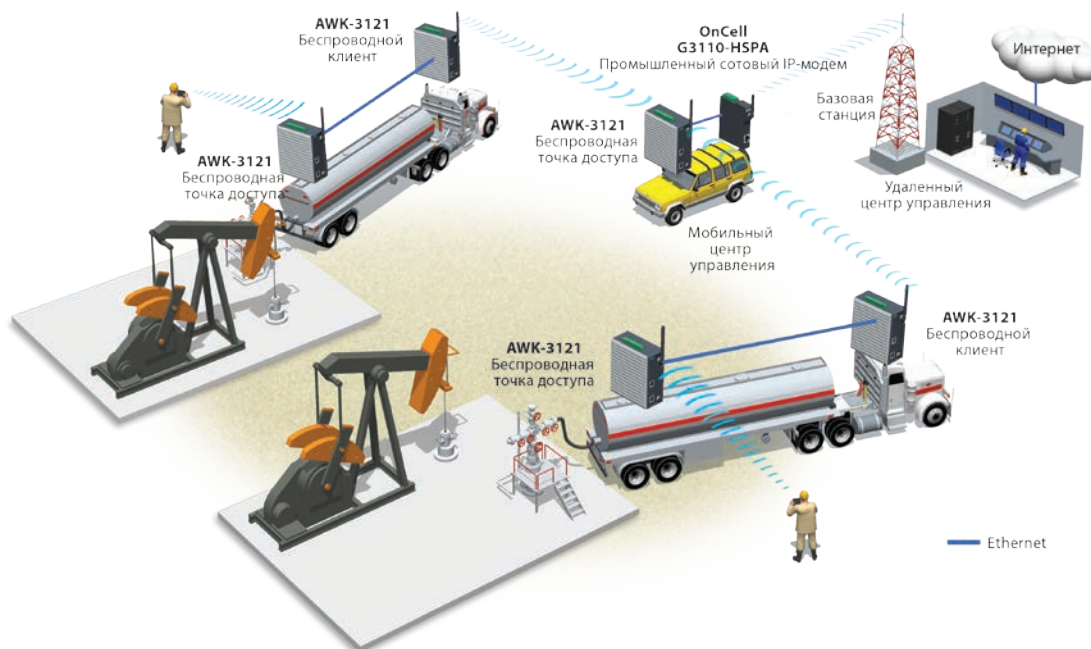 AWK-3121
Беспроводной
клиент
OnCell
G3110-HSPA
Промышленный сотовый IP-модем
Интернет
Базовая
станция
AWK-3121
Беспроводная
точка доступа
AWK-3121
Беспроводная
точка доступа
Удаленный
центр управления
Мобильный
центр
управления
AWK-3121
Беспроводной
клиент
AWK-3121
Беспроводная
точка доступа
Ethernet